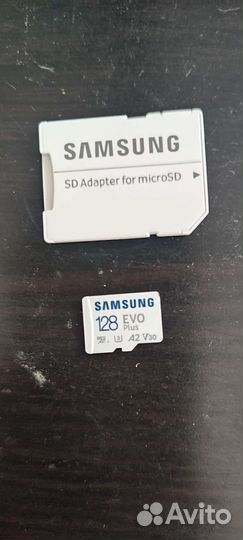 SAMSUNG
SD Adapter for microSD
SAMSUNG
128 EVO
Plus
A2 V30
Avito